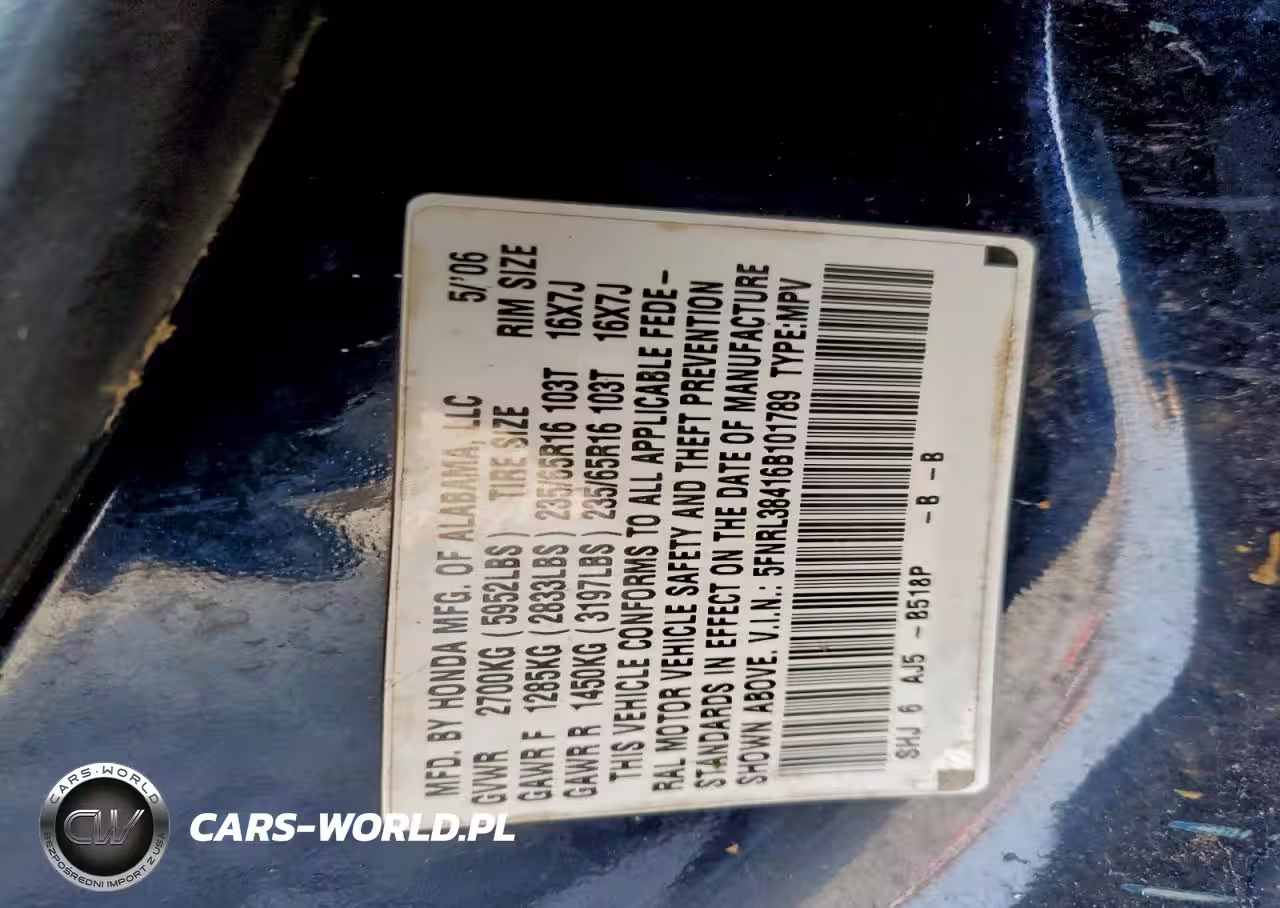 MFD. BY HONDA MFG. OF ALABAMA, LLC 5/'06
GVWR 2700KG (5952LBS) TIRE SIZE RIM SIZE
GAWR F 1285KG (2833LBS) 235/65R16 103T 16X7J
GAWR R 1450KG (3197LBS) 235/65R16 103T 16X7J
THIS VEHICLE CONFORMS TO ALL APPLICABLE FEDE-
RAL MOTOR VEHICLE SAFETY AND THEFT PREVENTION
STANDARDS IN EFFECT ON THE DATE OF MANUFACTURE
SHOWN ABOVE. V.I.N.: 5FNRL38416B101789 TYPE:MPV
SHJ 6 AJ5 -B518P -B -B
CARS-WORLD
CW
BEZPOŚREDNI IMPORT Z USA
CARS-WORLD.PL